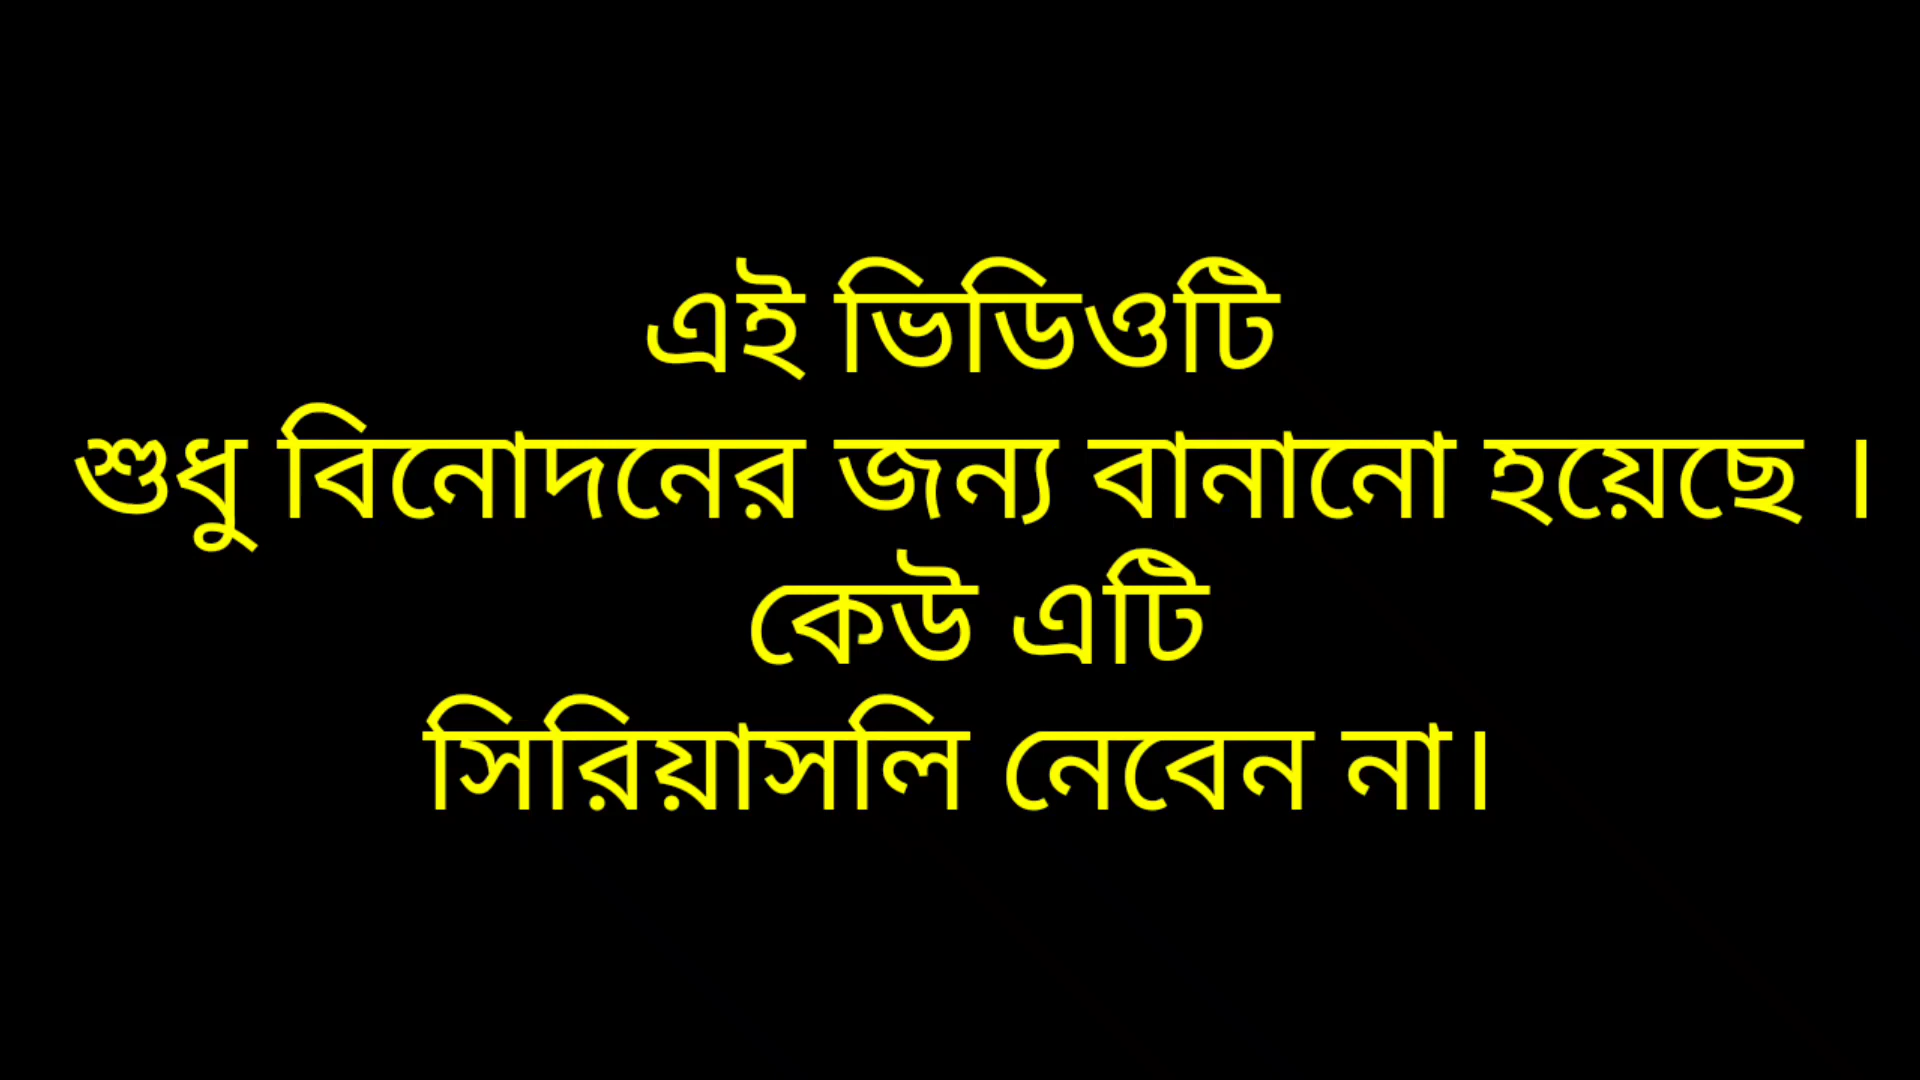 এই ভিডিওটি
শুধু বিনোদনের জন্য বানানো হয়েছে ।
কেউ এটি
সিরিয়াসলি নেবেন না।